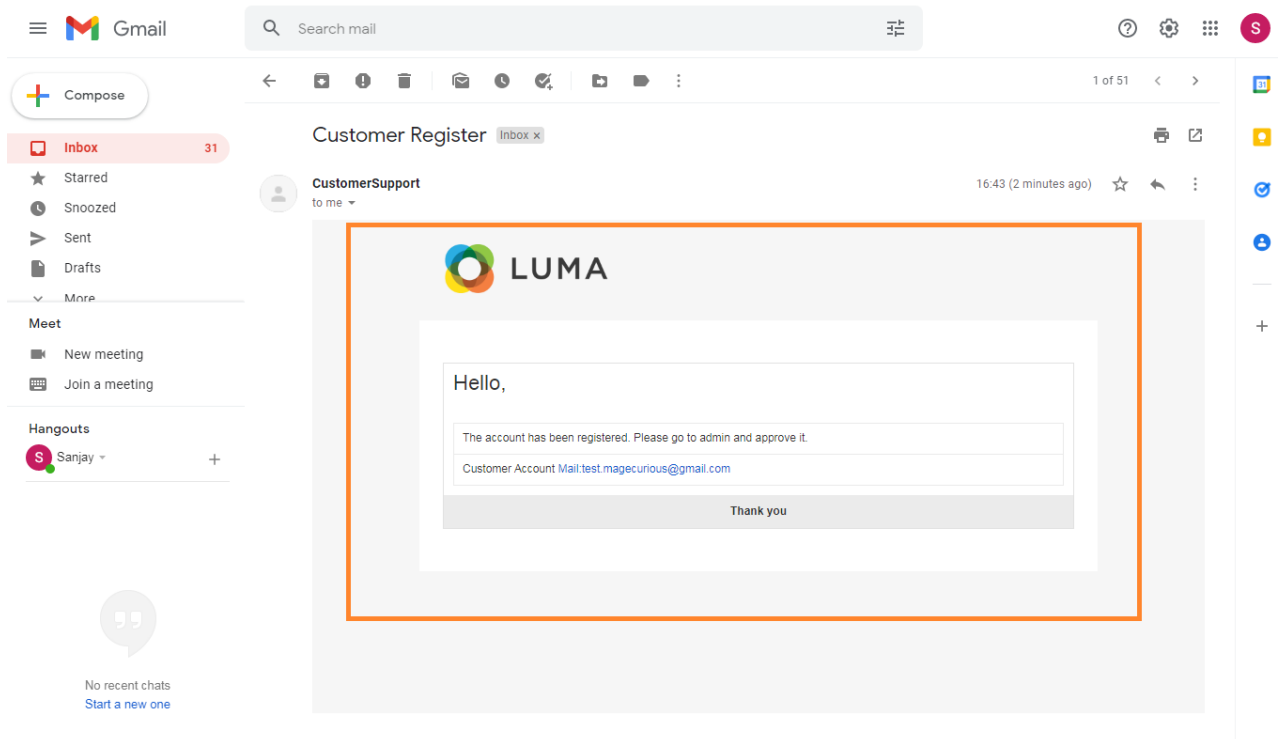 Gmail
Search mail
S
Compose
1 of 51
31
Inbox 31
Starred
Snoozed
Sent
Drafts
More
Meet
New meeting
Join a meeting
Hangouts
S Sanjay
No recent chats
Start a new one
Customer Register Inbox x
CustomerSupport
16:43 (2 minutes ago)
to me
LUMA
Hello,
The account has been registered. Please go to admin and approve it.
Customer Account Mail:test.magecurious@gmail.com
Thank you